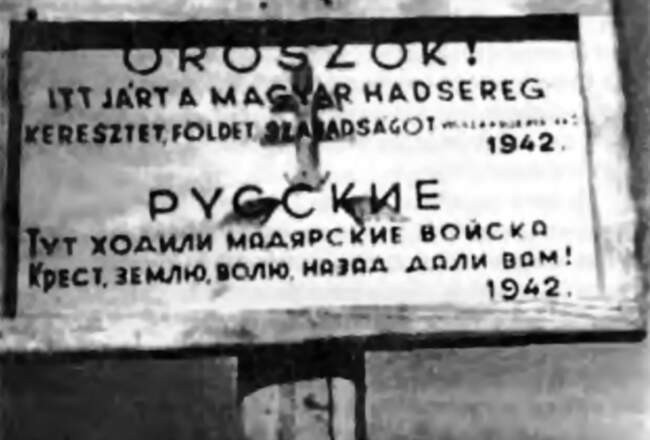 OROSZOK!
ITT JÁRT A MAGYAR HADSEREG
KERESZTET, FÖLDET, SZABADSÁGOT
1942.
РУССКИЕ
Тут ходили мадярские войска
Крест, землю, волю, назад дали вам!
1942.